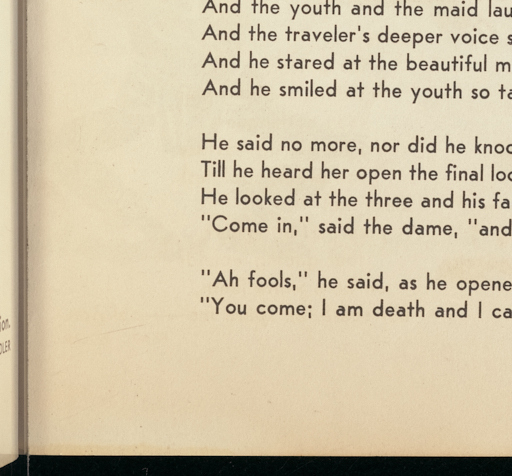 And the youth and the maid lau
And the traveler's deeper voice s
And he stared at the beautiful m
And he smiled at the youth so ta
He said no more, nor did he knoc
Till he heard her open the final loc
He looked at the three and his fa
"Come in," said the dame, "and
"Ah fools," he said, as he opene
"You come; I am death and I ca
ion.
DLER